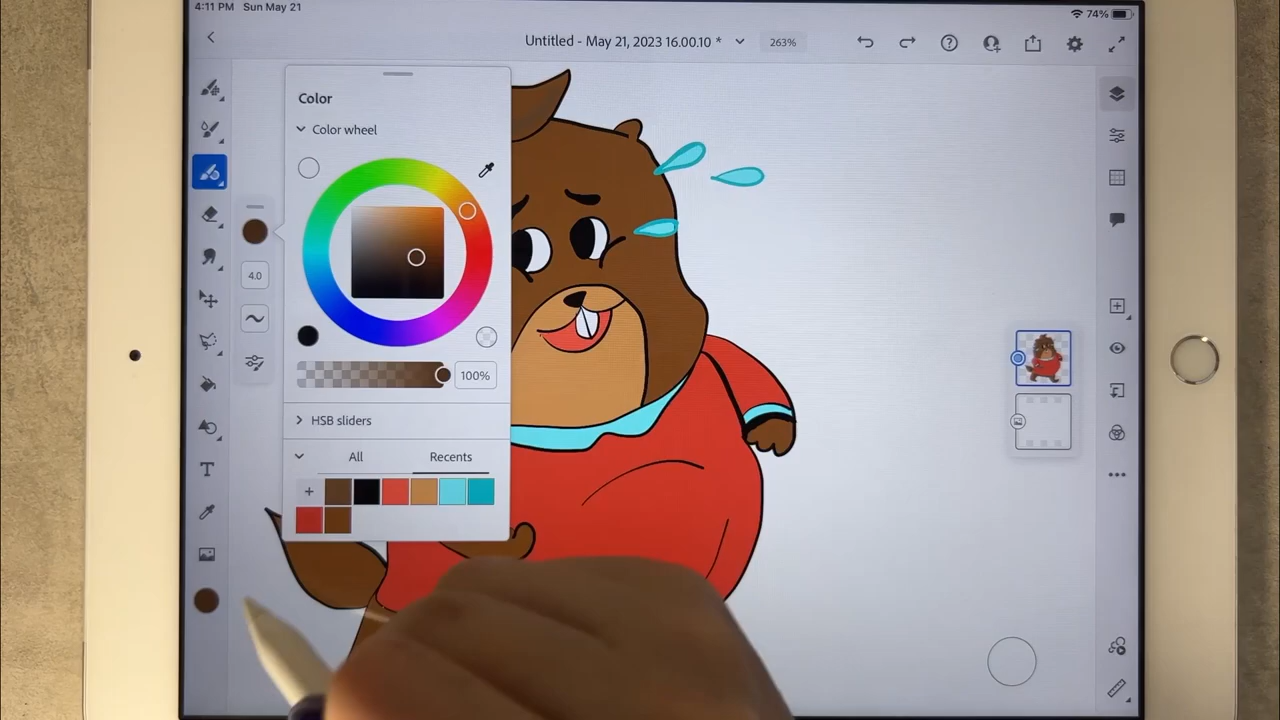 4:11 PM Sun May 21
74%
Untitled - May 21, 2023 16.00.10 *
263%
Color
Color wheel
4.0
100%
HSB sliders
All
Recents
T